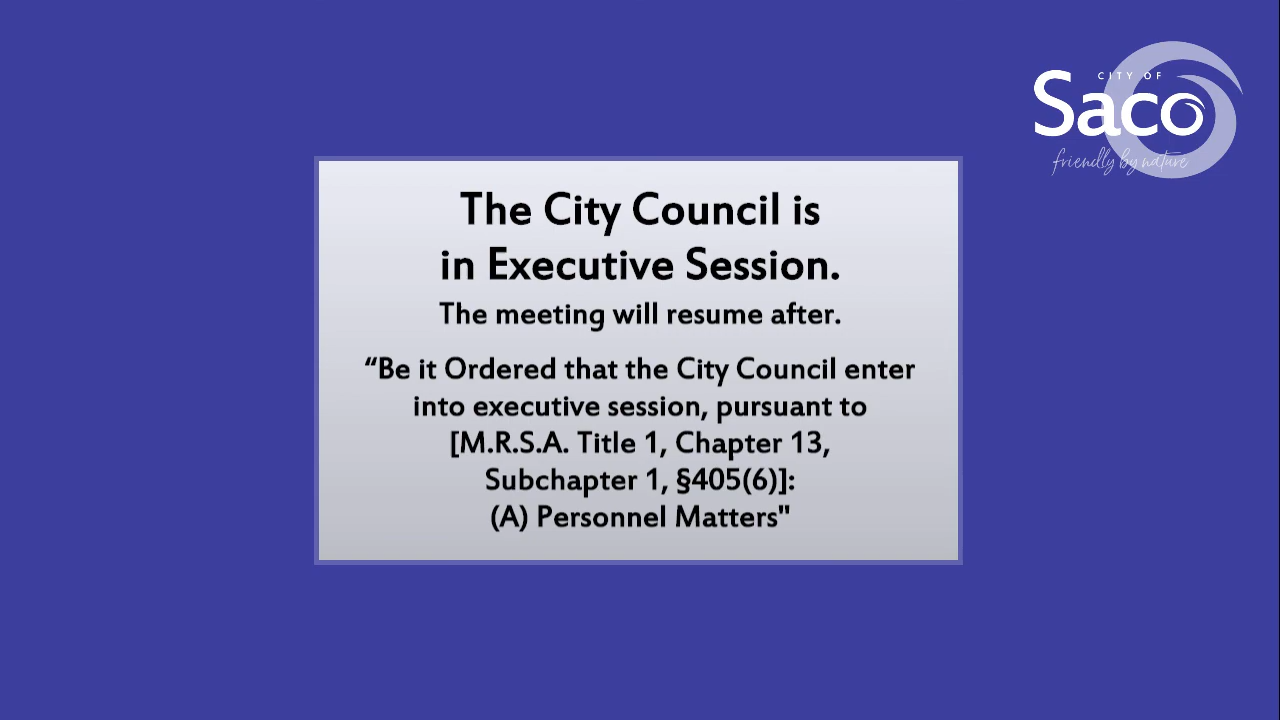 CITY OF
Saco
friendly by nature
The City Council is
in Executive Session.
The meeting will resume after.
“Be it Ordered that the City Council enter
into executive session, pursuant to
[M.R.S.A. Title 1, Chapter 13,
Subchapter 1, §405(6)]:
(A) Personnel Matters"